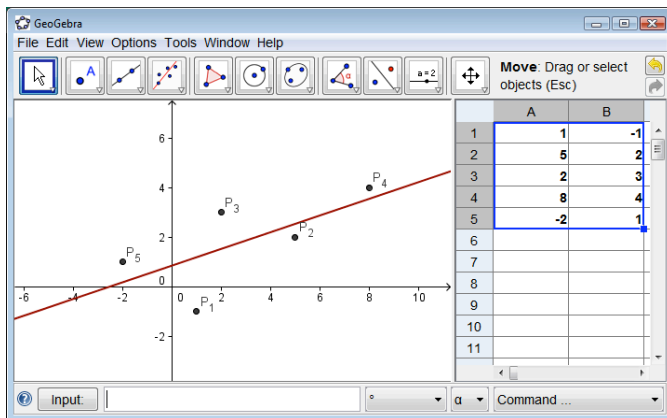 GeoGebra
File Edit View Options Tools Window Help
A α a = 2 Move: Drag or select
objects (Esc)
A B
1 1 -1
2 5 2
3 2 3
4 8 4
5 -2 1
6
7
8
9
10
11
6
4
2
0
-2
-6 -4 -2 0 2 4 6 8 10
P1
P2
P3
P4
P5
Input: ° α Command ...